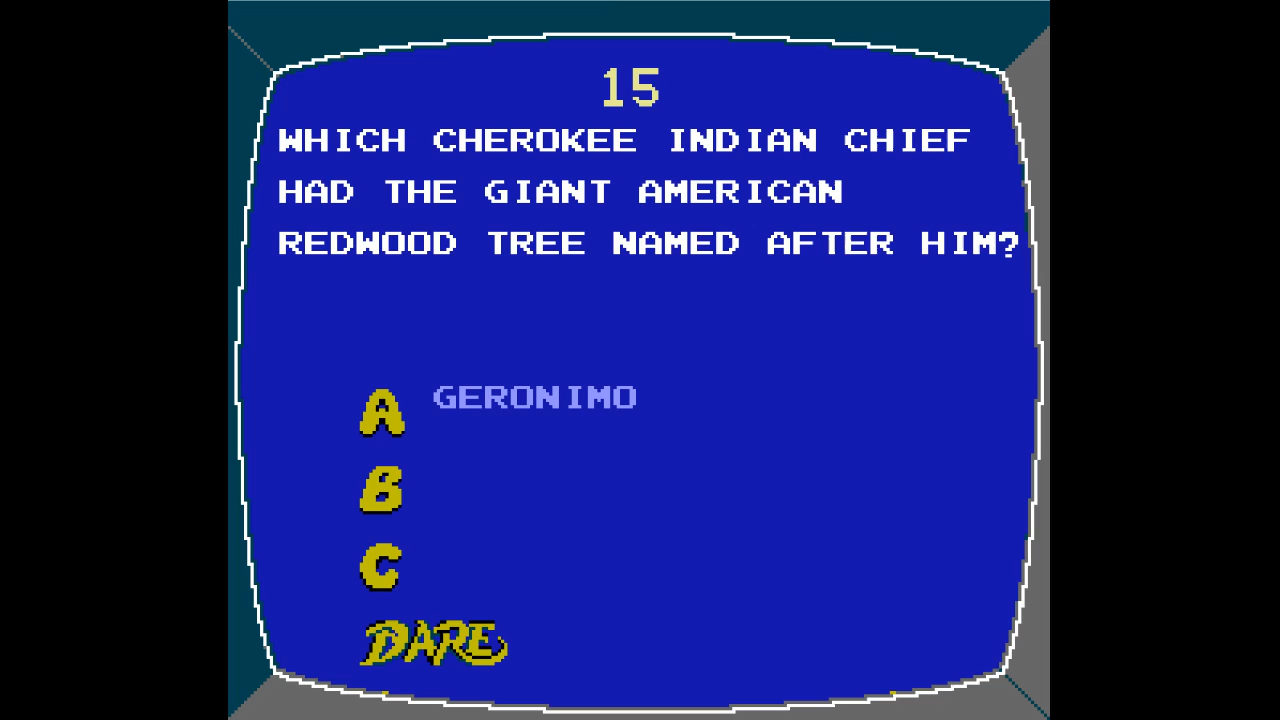 15
WHICH CHEROKEE INDIAN CHIEF
HAD THE GIANT AMERICAN
REDWOOD TREE NAMED AFTER HIM?
A GERONIMO
B
C
DARE